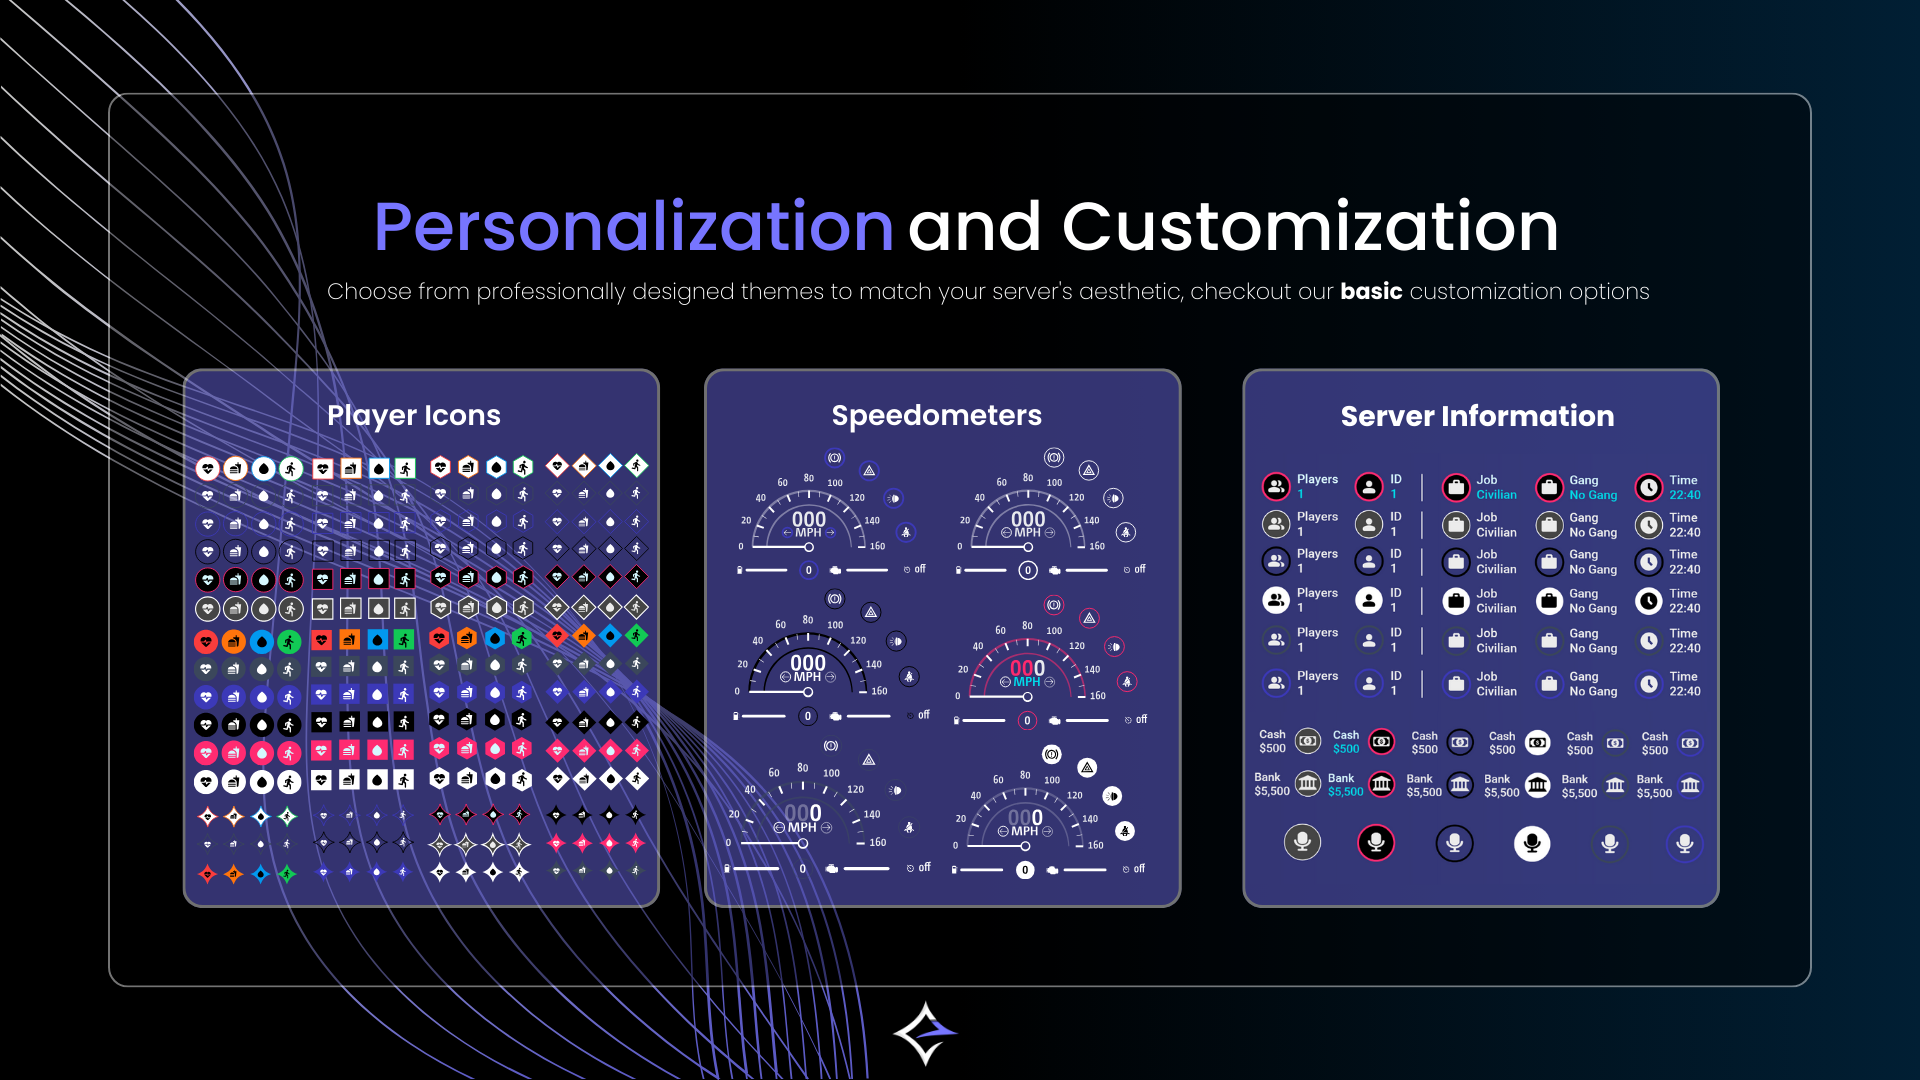 Personalization and Customization
Choose from professionally designed themes to match your server's aesthetic, checkout our basic customization options
Player Icons
Speedometers
0 20 40 60 80 100 120 140 160
000
MPH
0
off
0 20 40 60 80 100 120 140 160
000
MPH
0
off
0 20 40 60 80 100 120 140 160
000
MPH
0
off
0 20 40 60 80 100 120 140 160
000
MPH
0
off
0 20 40 60 80 100 120 140 160
000
MPH
0
off
0 20 40 60 80 100 120 140 160
000
MPH
0
off
Server Information
Players ID Job Gang Time
1 1 Civilian No Gang 22:40
Players ID Job Gang Time
1 1 Civilian No Gang 22:40
Players ID Job Gang Time
1 1 Civilian No Gang 22:40
Players ID Job Gang Time
1 1 Civilian No Gang 22:40
Players ID Job Gang Time
1 1 Civilian No Gang 22:40
Players ID Job Gang Time
1 1 Civilian No Gang 22:40
Cash Cash Cash Cash Cash Cash
$500 $500 $500 $500 $500 $500
Bank Bank Bank Bank Bank Bank
$5,500 $5,500 $5,500 $5,500 $5,500 $5,500